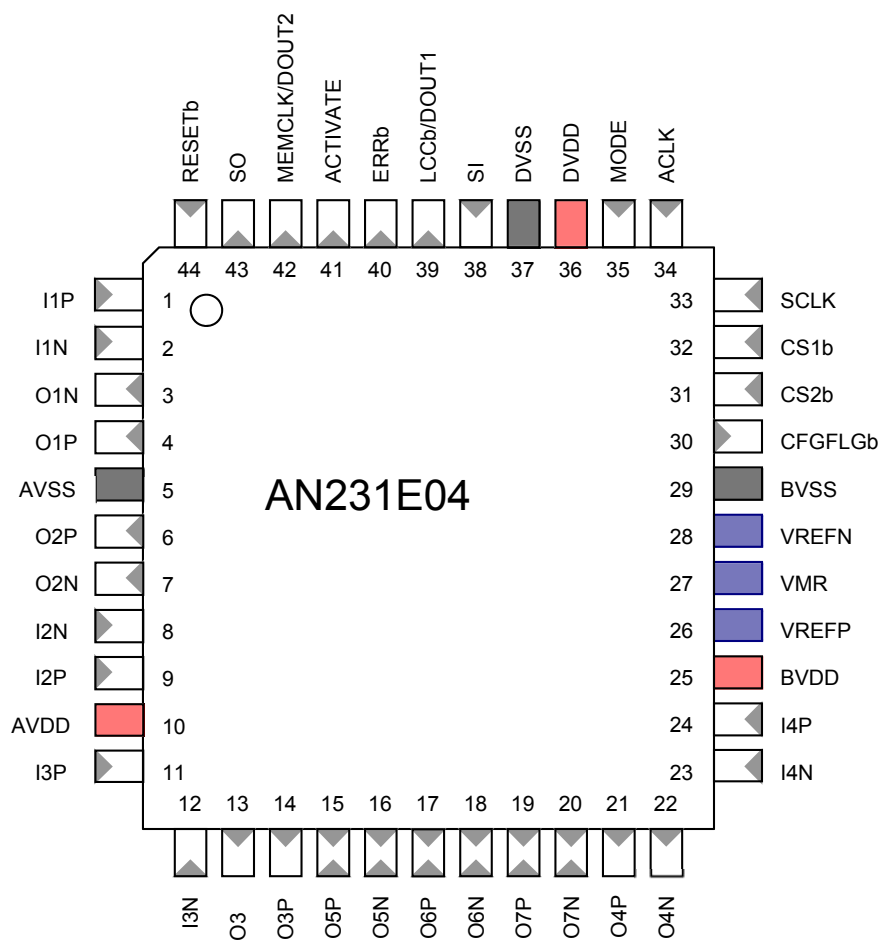 RESETb
SO
MEMCLK/DOUT2
ACTIVATE
ERRb
LCCb/DOUT1
SI
DVSS
DVDD
MODE
ACLK
44 43 42 41 40 39 38 37 36 35 34
I1P 1
I1N 2
O1N 3
O1P 4
AVSS 5
O2P 6
O2N 7
I2N 8
I2P 9
AVDD 10
I3P 11
AN231E04
33 SCLK
32 CS1b
31 CS2b
30 CFGFLGb
29 BVSS
28 VREFN
27 VMR
26 VREFP
25 BVDD
24 I4P
23 I4N
12 13 14 15 16 17 18 19 20 21 22
I3N
O3
O3P
O5P
O5N
O6P
O6N
O7P
O7N
O4P
O4N